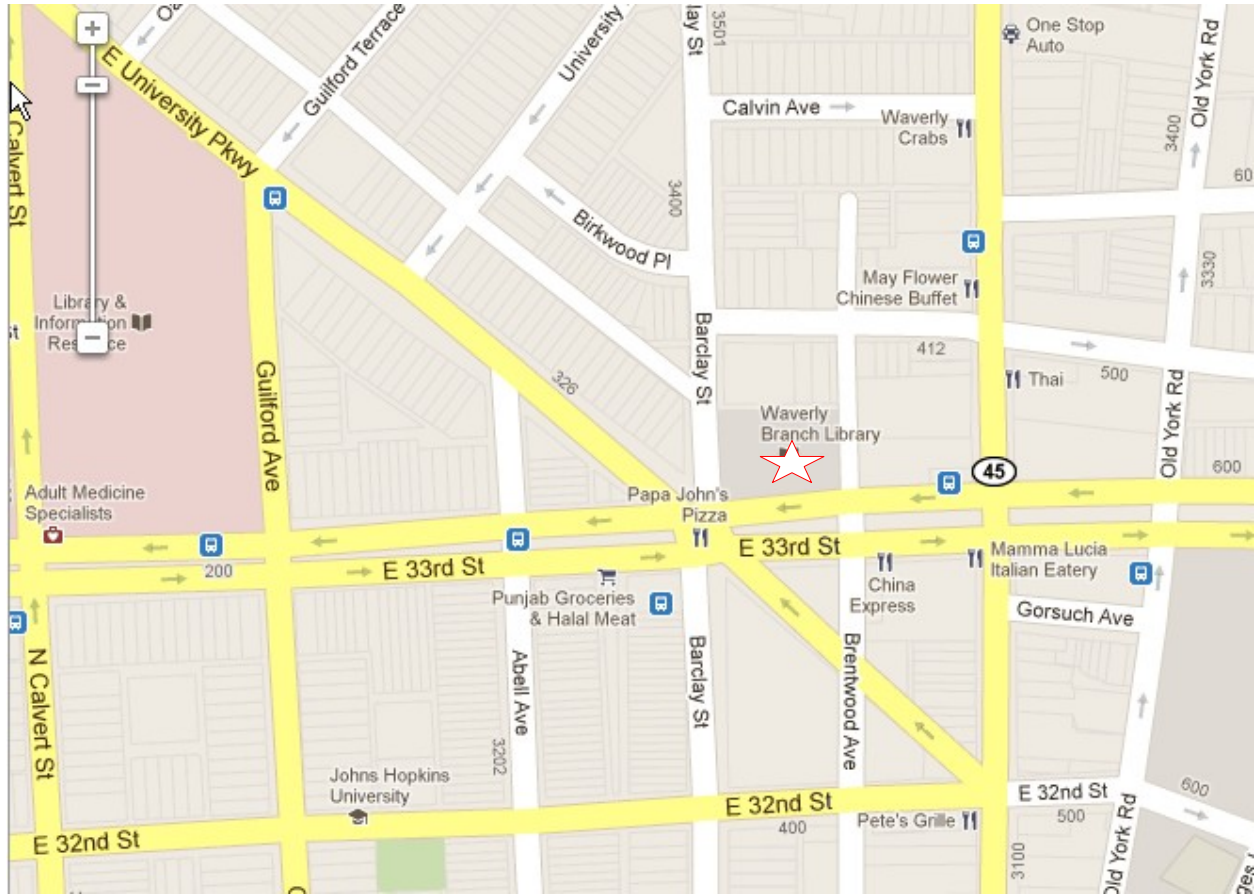 lay St
3501
One Stop
Auto
Old York Rd
Guilford Terrace
University
E University Pkwy
Calvin Ave
Waverly
Crabs
3400
60
Calvert St
3400
Birkwood Pl
May Flower
Chinese Buffet
3330
Library &
Information
Resource
st
Barclay St
412
500
Guilford Ave
326
Thai
Waverly
Branch Library
Old York Rd
45
600
Adult Medicine
Specialists
Papa John's
Pizza
E 33rd St
E 33rd St
200
Mamma Lucia
Italian Eatery
Punjab Groceries
& Halal Meat
China
Express
Gorsuch Ave
N Calvert St
Abell Ave
Barclay St
Brentwood Ave
3202
Johns Hopkins
University
E 32nd St
E 32nd St
E 32nd St
400
500
600
Pete's Grille
3100
Old York Rd